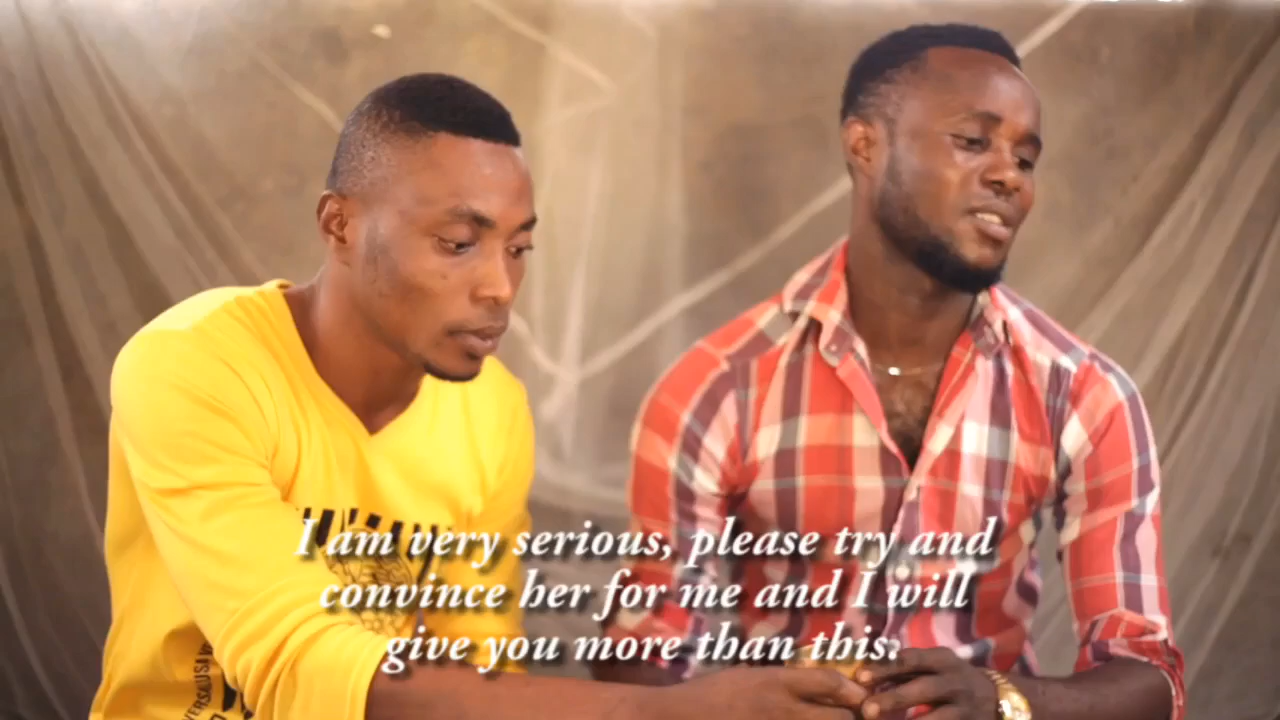 I am very serious, please try and
convince her for me and I will
give you more than this.